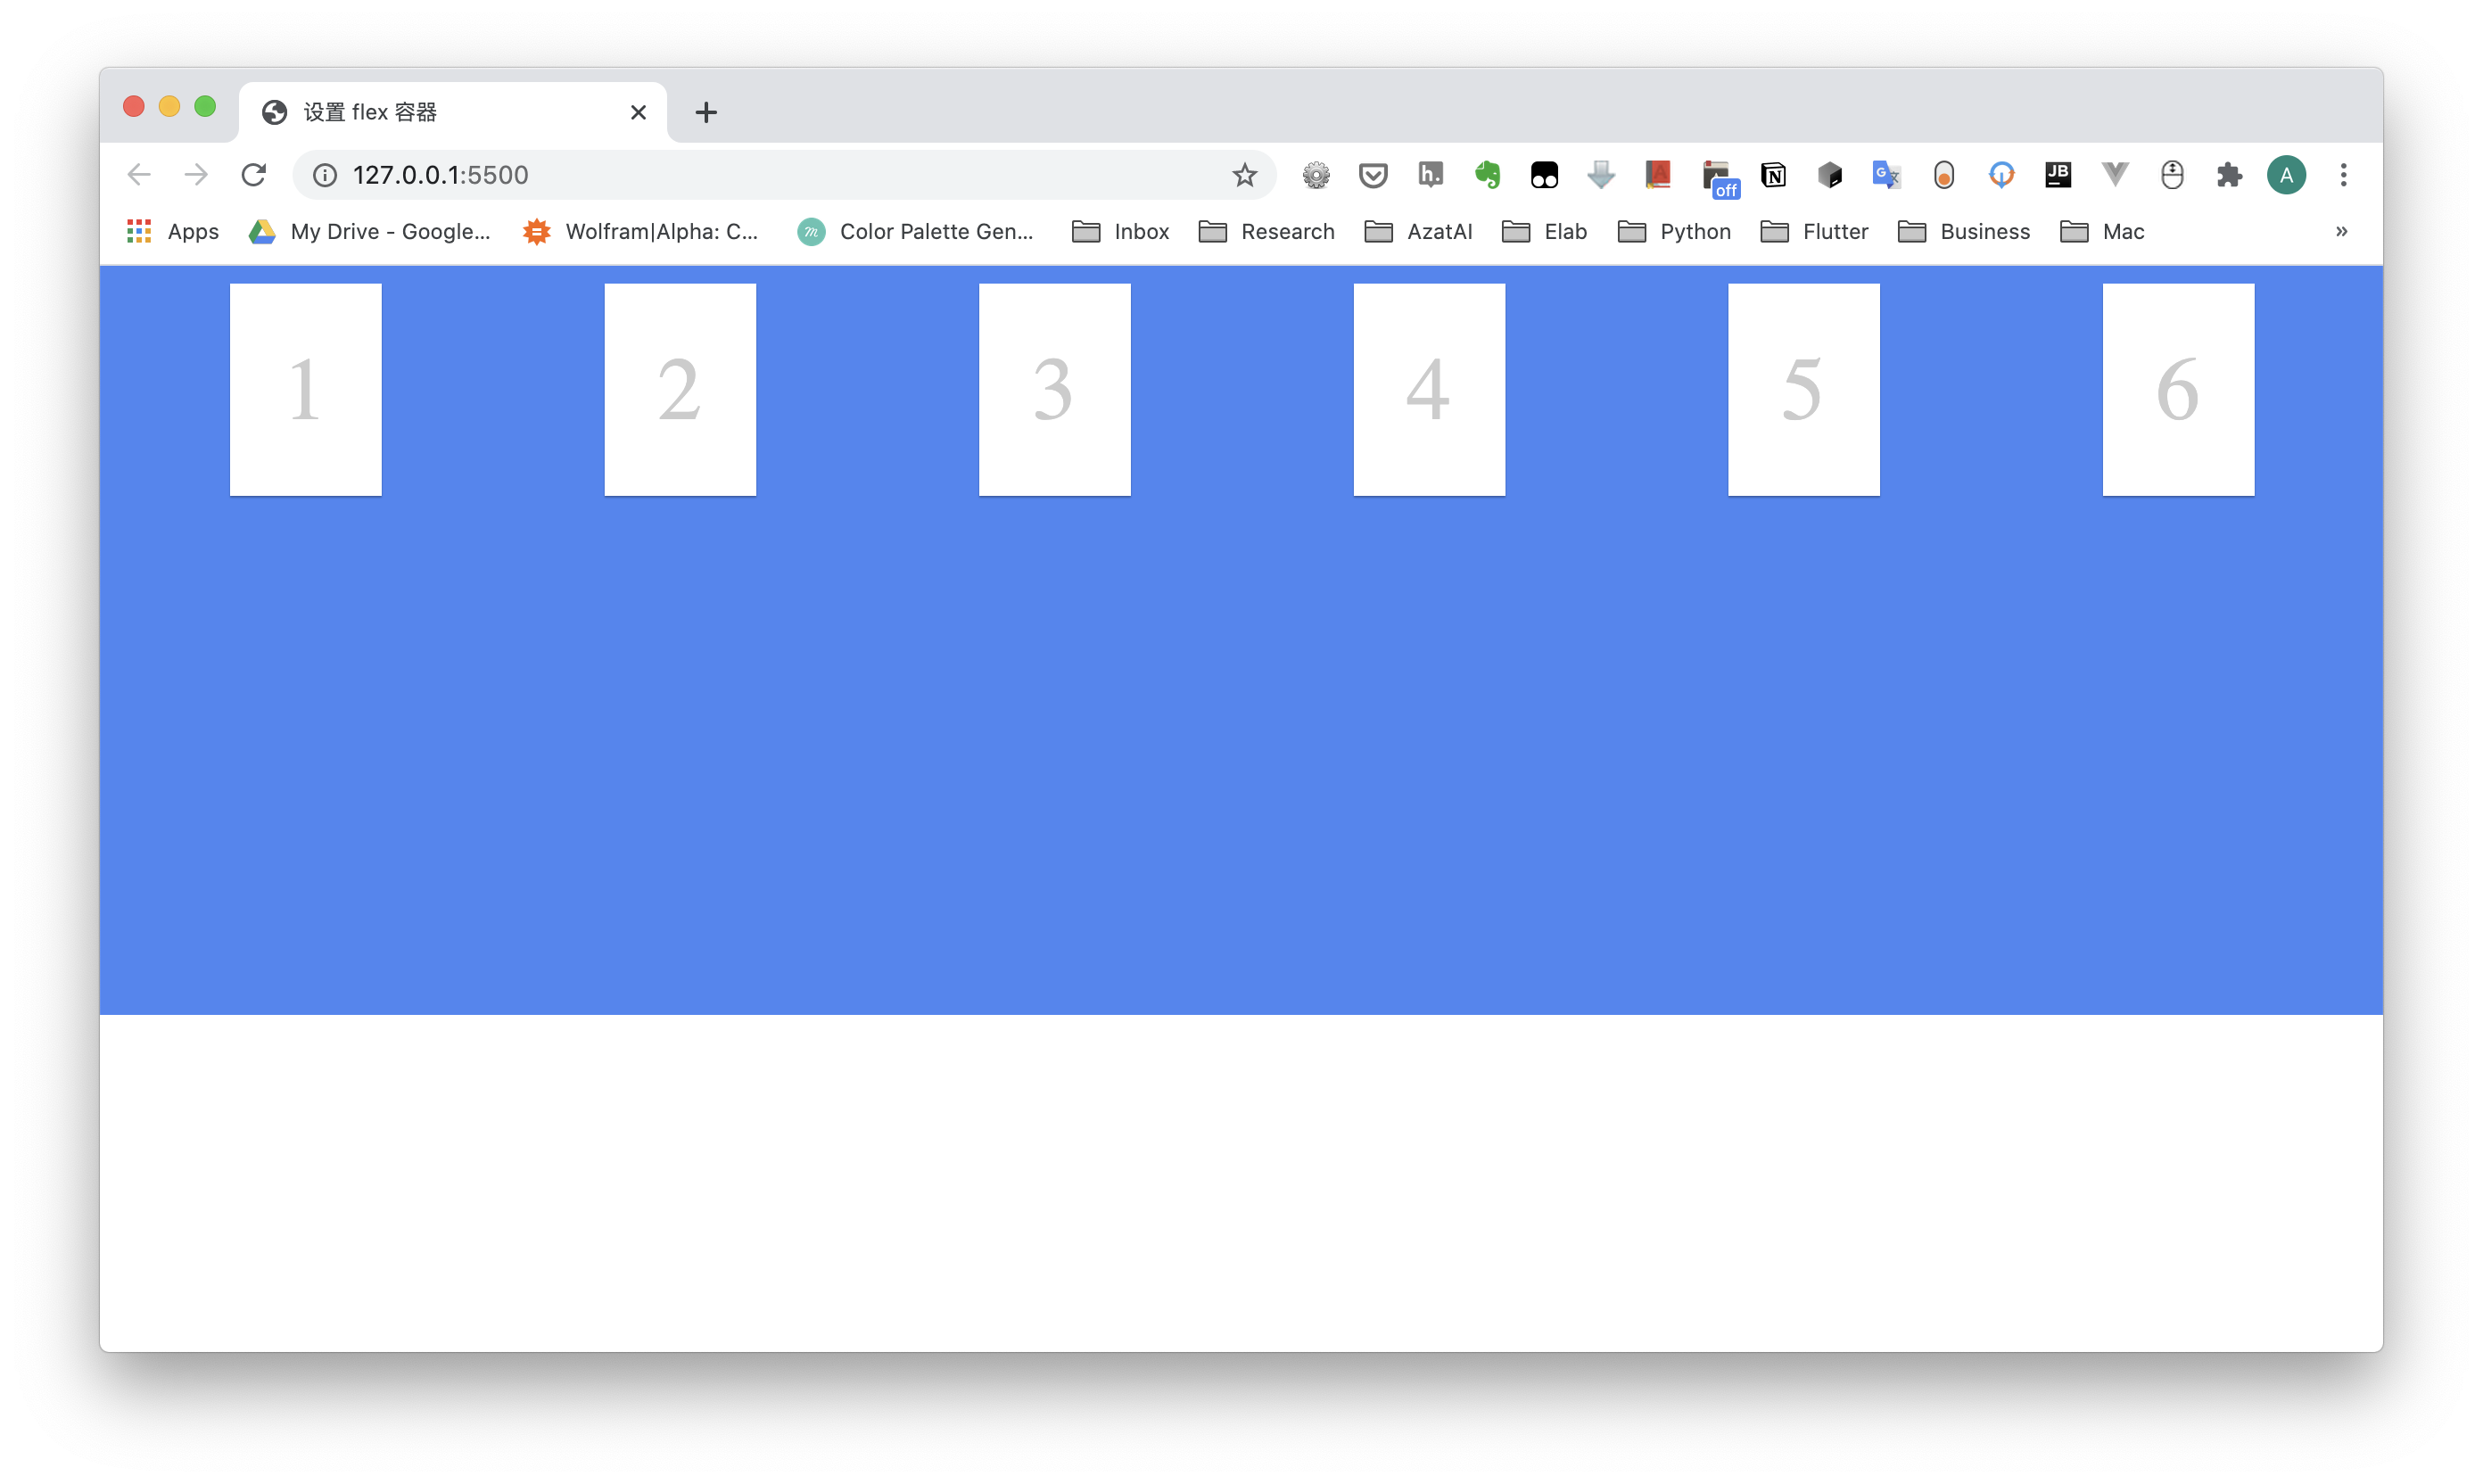 设置 flex 容器
127.0.0.1:5500
h.
off
N
G
JB
A
Apps
My Drive - Google...
Wolfram|Alpha: C...
m
Color Palette Gen...
Inbox
Research
AzatAI
Elab
Python
Flutter
Business
Mac
»
1 2 3 4 5 6